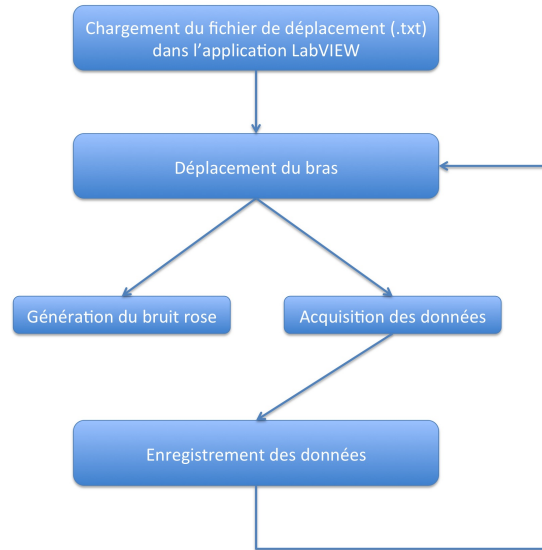 Chargement du fichier de déplacement (.txt)
dans l'application LabVIEW
Déplacement du bras
Génération du bruit rose
Acquisition des données
Enregistrement des données